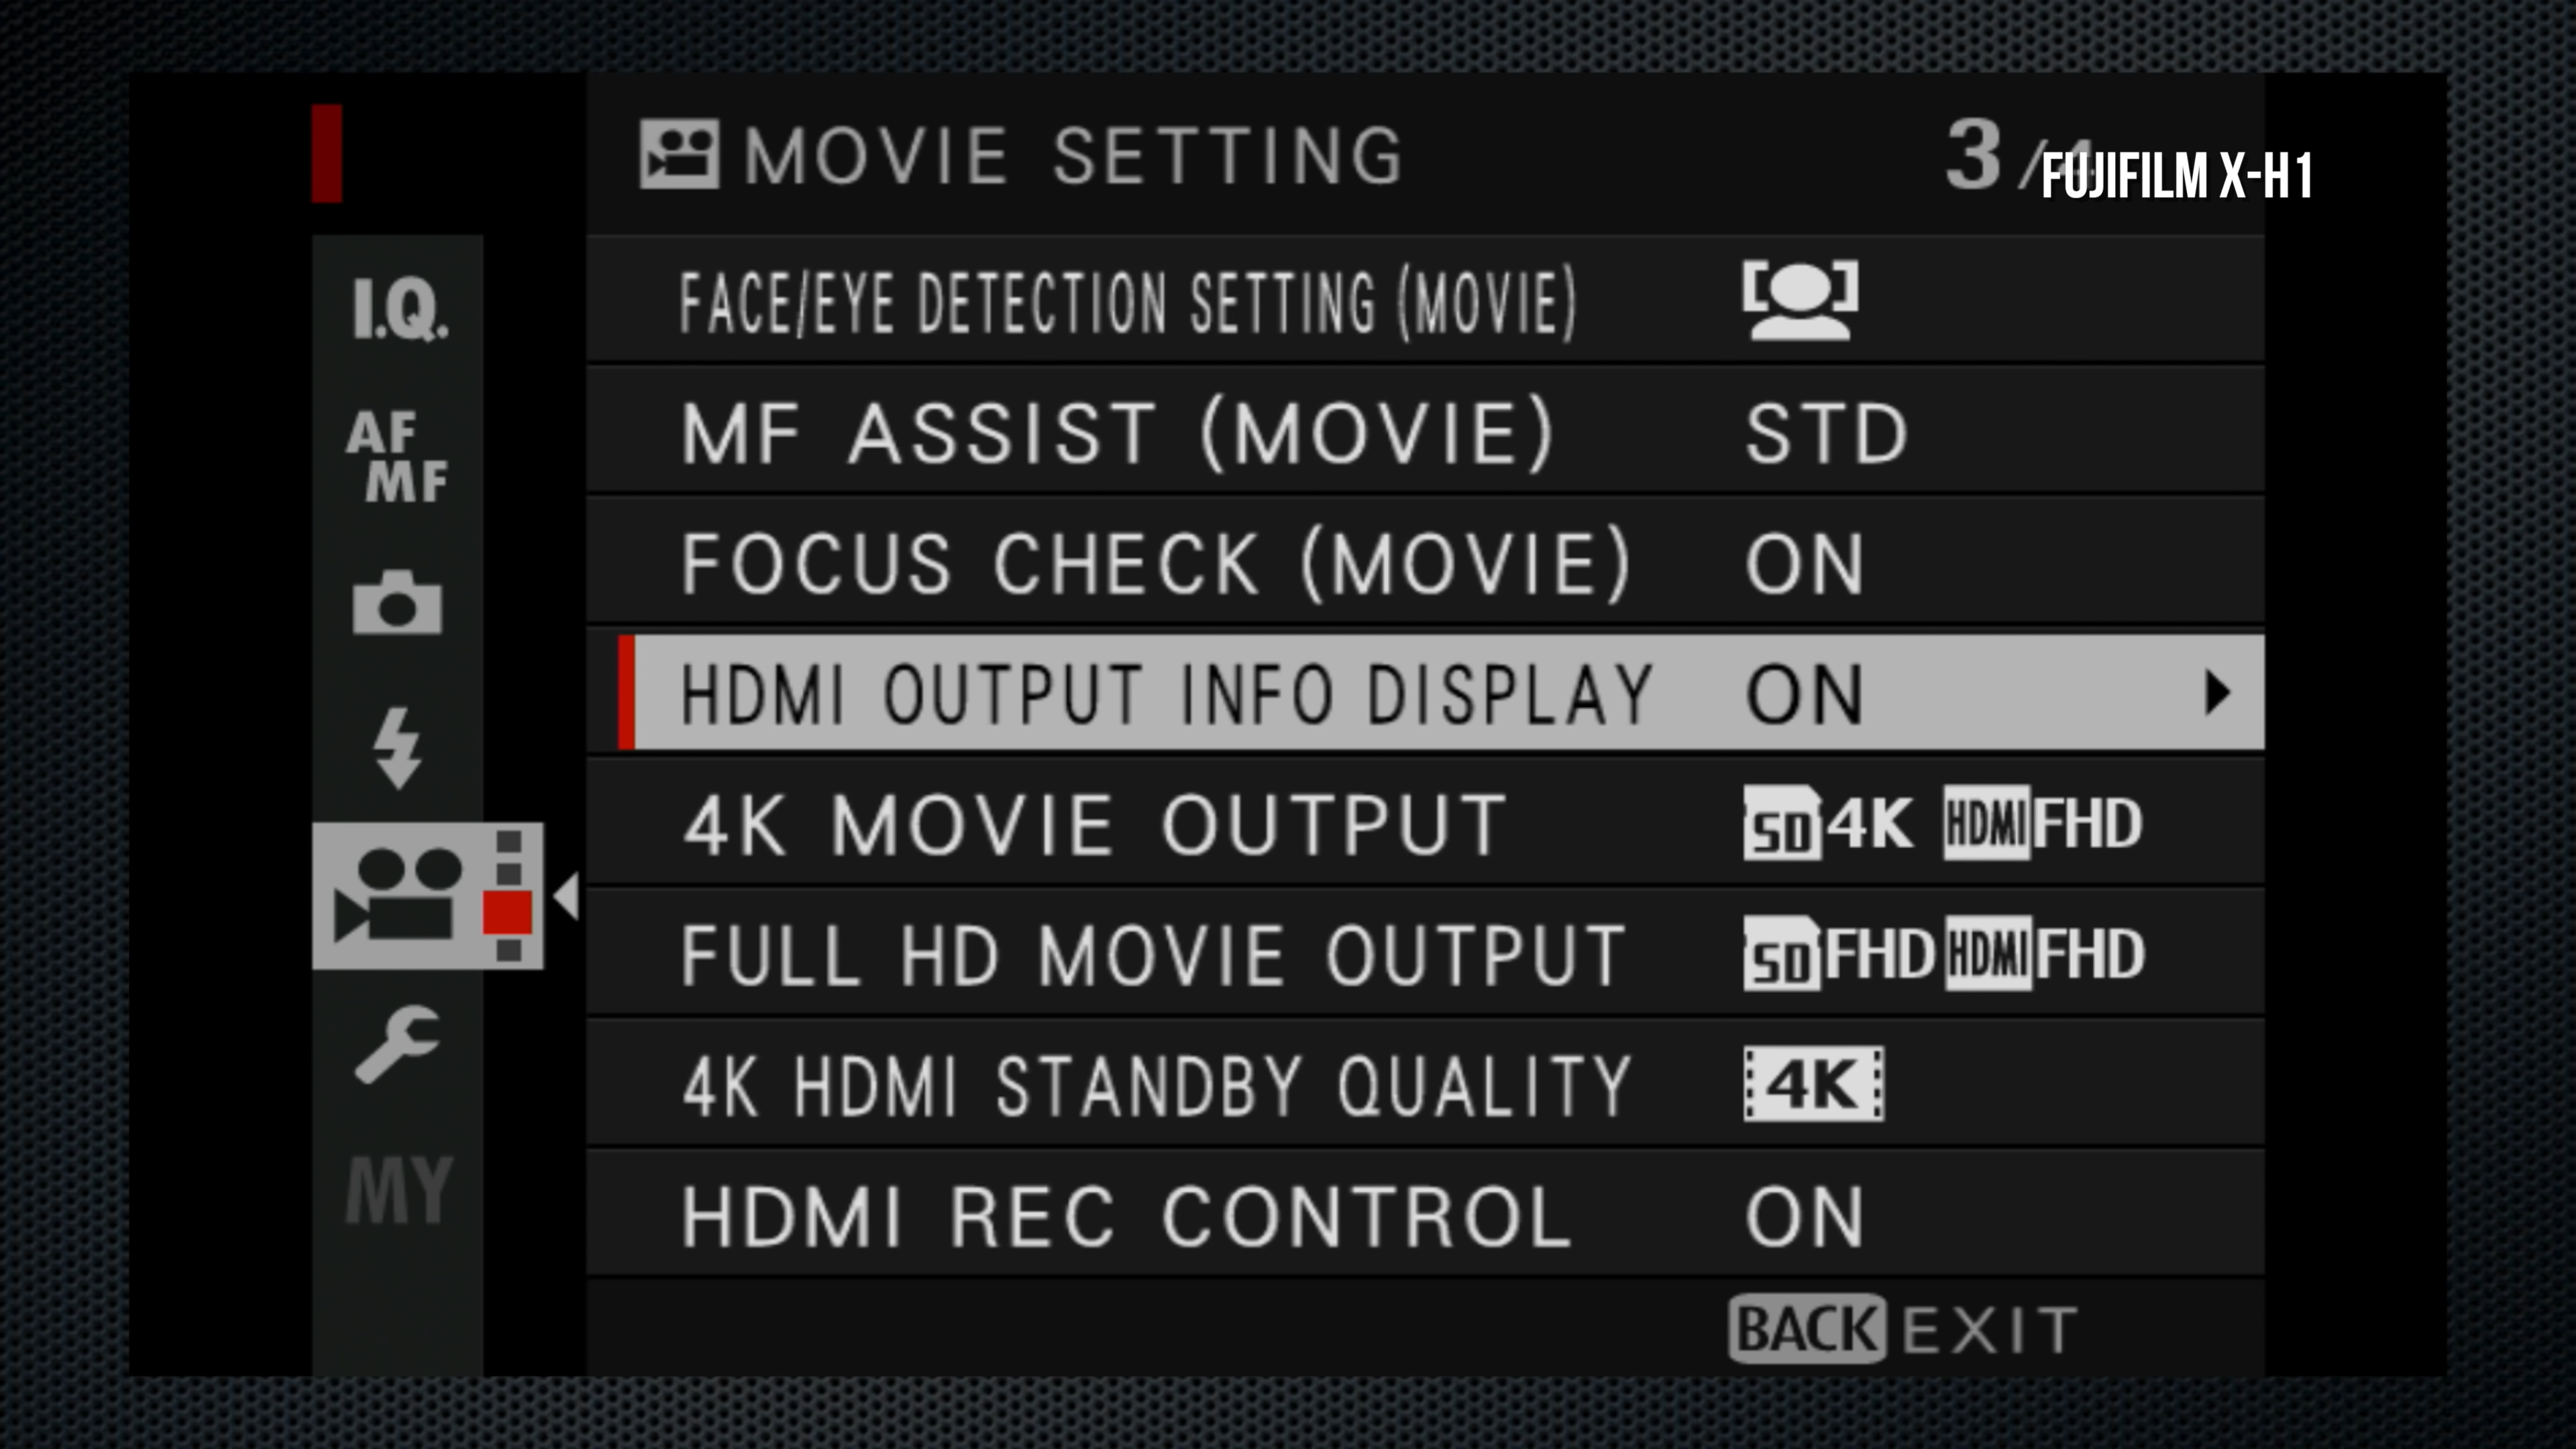 MOVIE SETTING 3/4
FUJIFILM X-H1
I.Q.
AF
MF
MY
FACE/EYE DETECTION SETTING (MOVIE)
MF ASSIST (MOVIE) STD
FOCUS CHECK (MOVIE) ON
HDMI OUTPUT INFO DISPLAY ON
4K MOVIE OUTPUT SD 4K HDMI FHD
FULL HD MOVIE OUTPUT SD FHD HDMI FHD
4K HDMI STANDBY QUALITY 4K
HDMI REC CONTROL ON
BACK EXIT